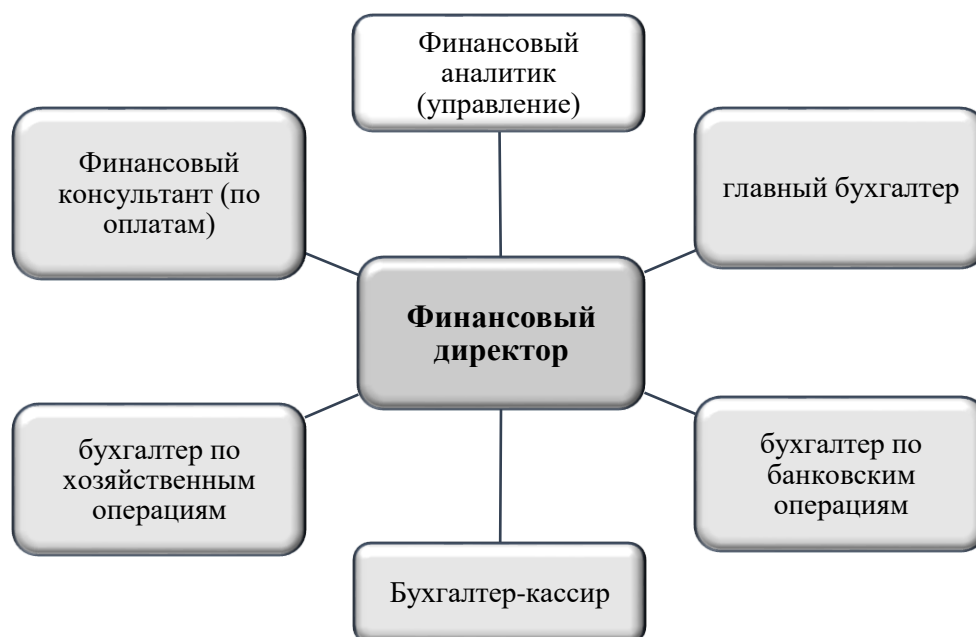 Финансовый
аналитик
(управление)
Финансовый
консультант (по
оплатам)
главный бухгалтер
Финансовый
директор
бухгалтер по
хозяйственным
операциям
бухгалтер по
банковским
операциям
Бухгалтер-кассир